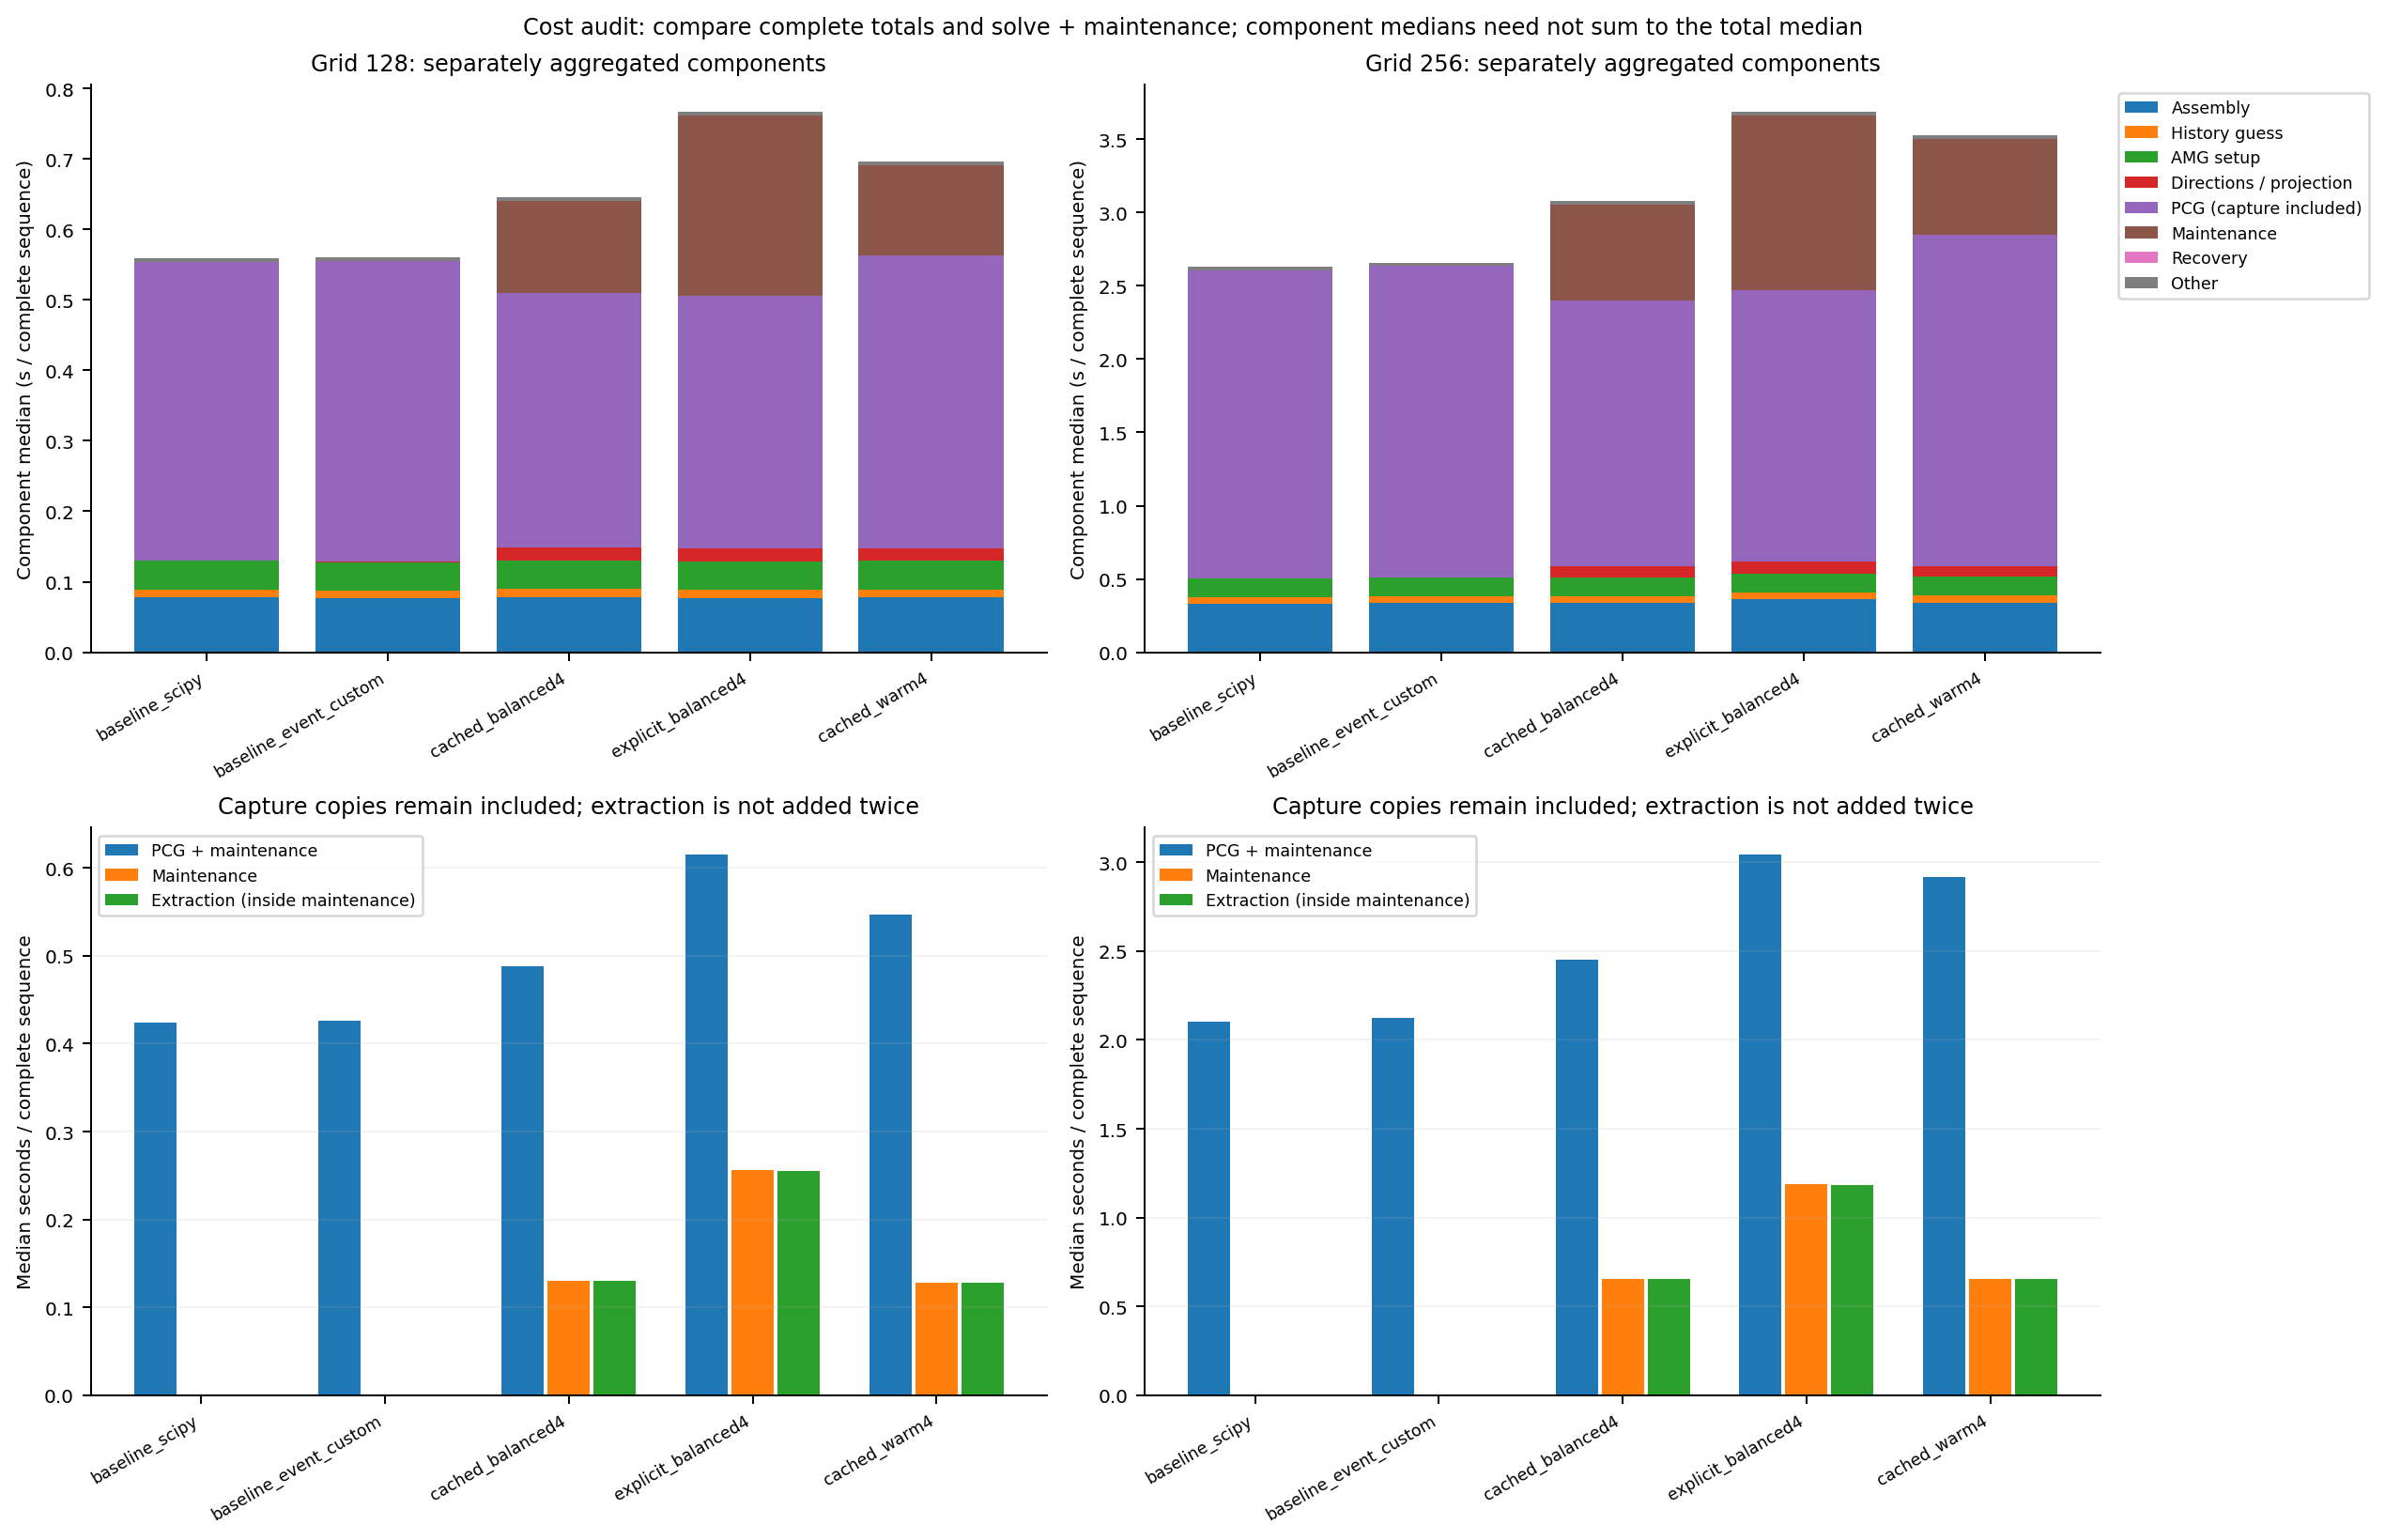 Cost audit: compare complete totals and solve + maintenance; component medians need not sum to the total median
Grid 128: separately aggregated components
Component median (s / complete sequence)
0.8
0.7
0.6
0.5
0.4
0.3
0.2
0.1
0.0
baseline_scipy
baseline_event_custom
cached_balanced4
explicit_balanced4
cached_warm4
Grid 256: separately aggregated components
Component median (s / complete sequence)
3.5
3.0
2.5
2.0
1.5
1.0
0.5
0.0
baseline_scipy
baseline_event_custom
cached_balanced4
explicit_balanced4
cached_warm4
Assembly
History guess
AMG setup
Directions / projection
PCG (capture included)
Maintenance
Recovery
Other
Capture copies remain included; extraction is not added twice
Median seconds / complete sequence
0.6
0.5
0.4
0.3
0.2
0.1
0.0
PCG + maintenance
Maintenance
Extraction (inside maintenance)
baseline_scipy
baseline_event_custom
cached_balanced4
explicit_balanced4
cached_warm4
Capture copies remain included; extraction is not added twice
Median seconds / complete sequence
3.0
2.5
2.0
1.5
1.0
0.5
0.0
PCG + maintenance
Maintenance
Extraction (inside maintenance)
baseline_scipy
baseline_event_custom
cached_balanced4
explicit_balanced4
cached_warm4